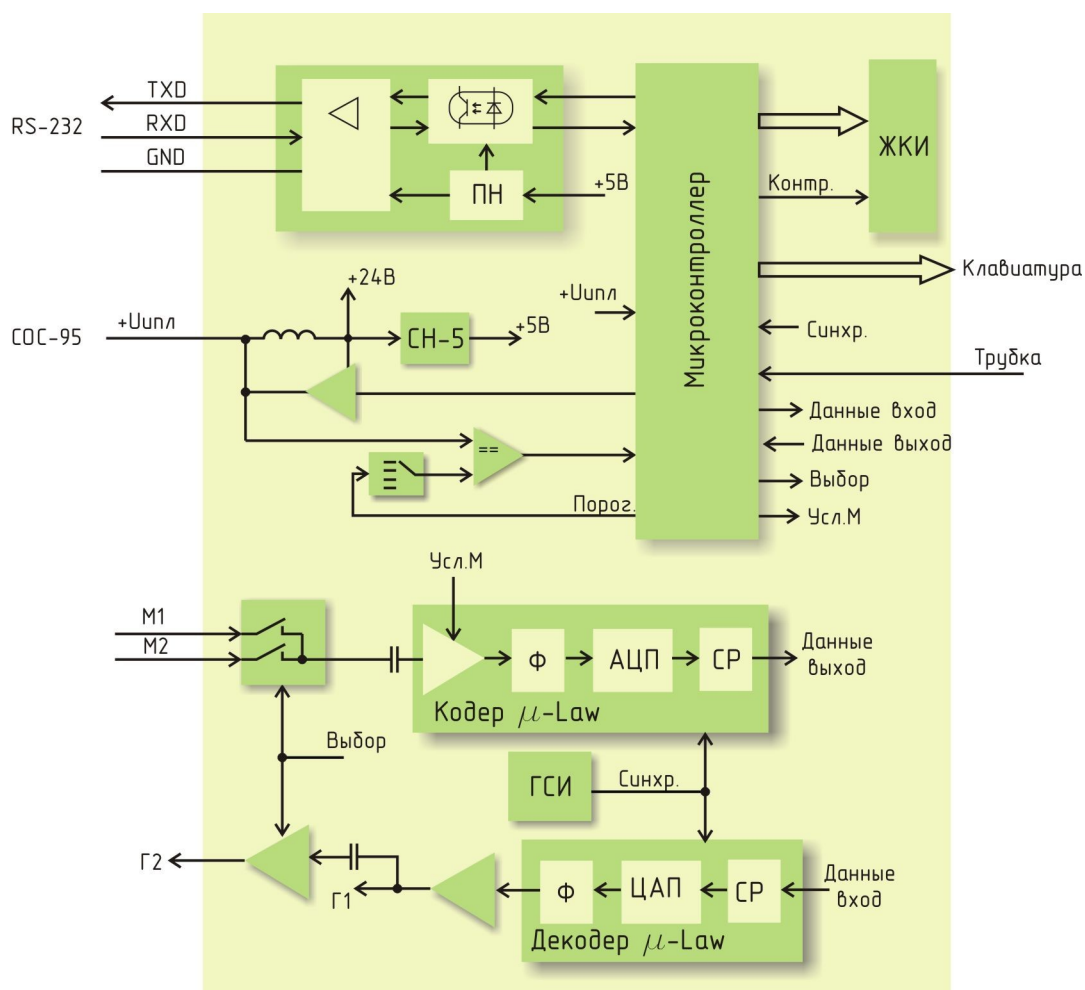 TXD
RS-232
RXD
GND
ПН
+5В
Микроконтроллер
ЖКИ
Контр.
Клавиатура
+Uипл
Синхр.
Трубка
Данные вход
Данные выход
Выбор
Усл.М
+24В
СОС-95
+Uипл
СН-5
+5В
==
Порог.
Усл.М
М1
М2
Ф
АЦП
СР
Данные
выход
Кодер μ-Law
Выбор
ГСИ
Синхр.
Г2
Г1
Ф
ЦАП
СР
Данные
вход
Декодер μ-Law